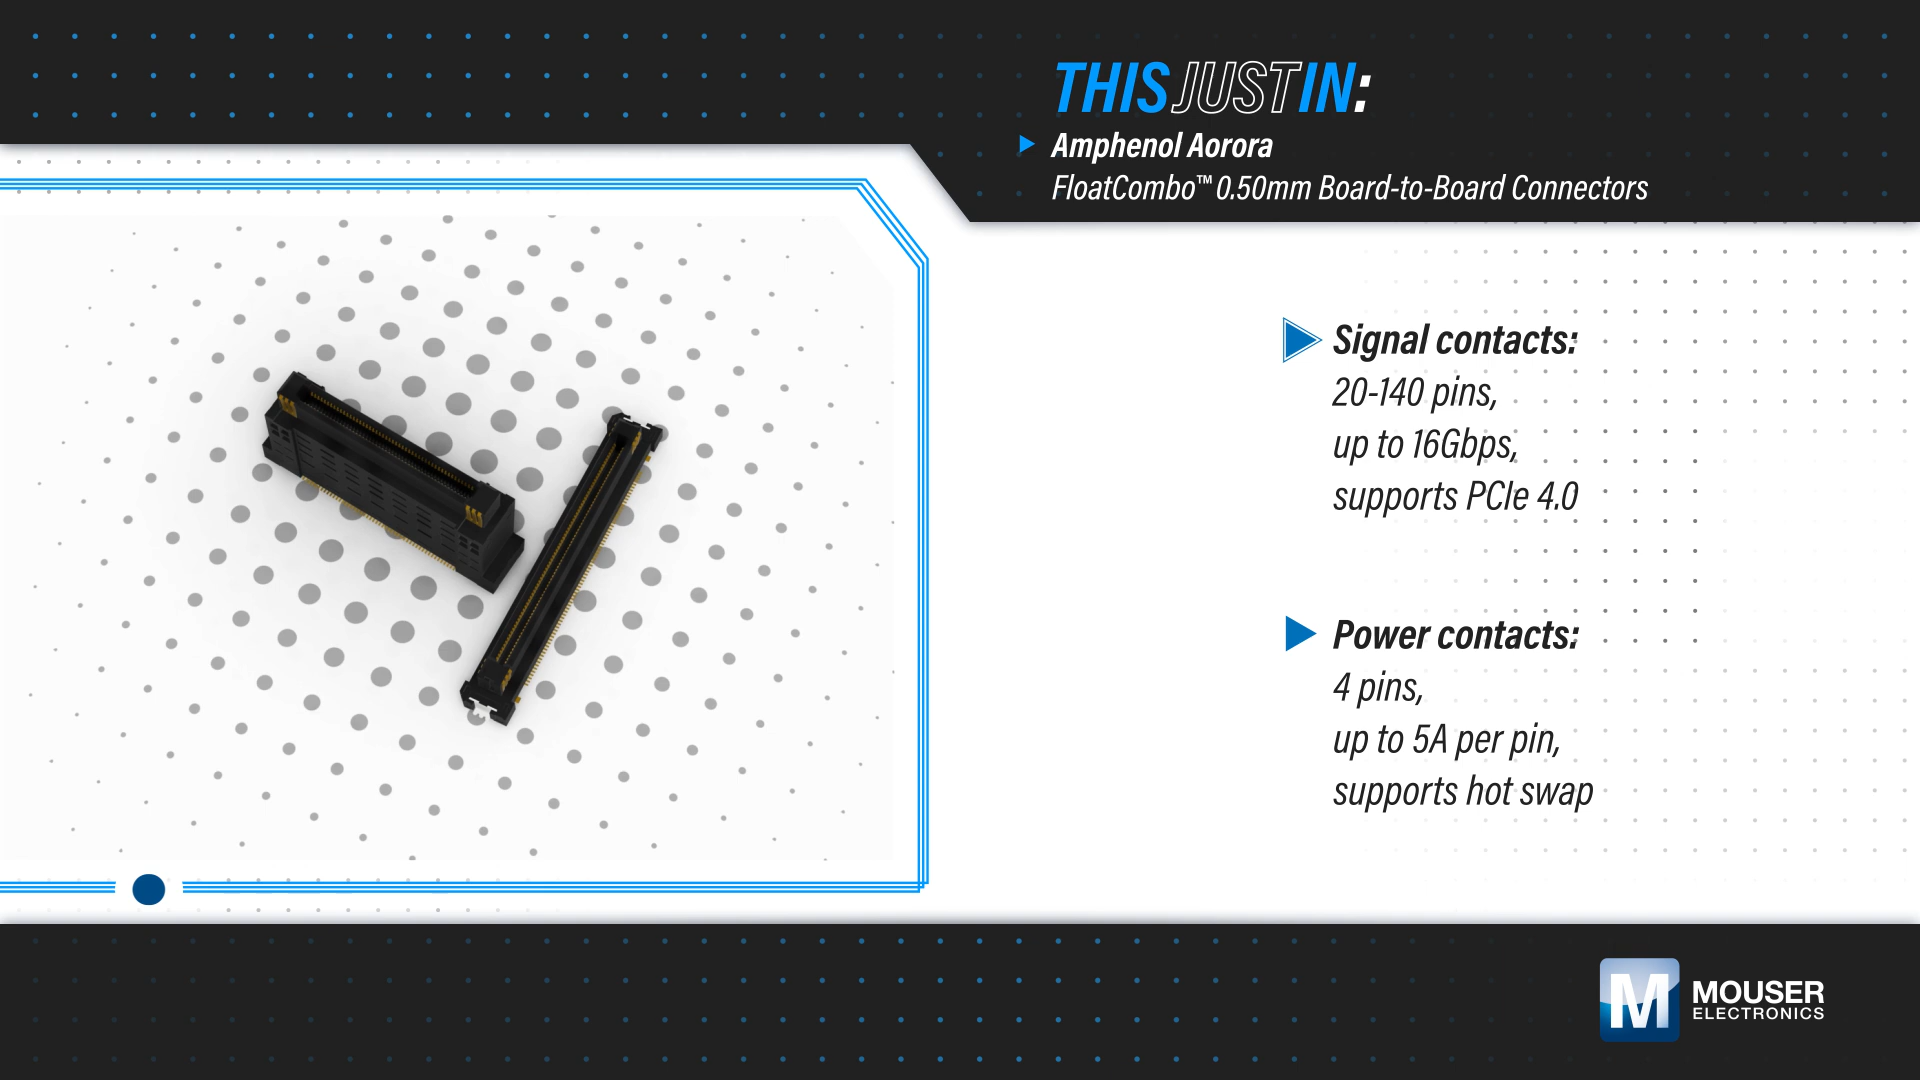 THIS JUST IN:
Amphenol Aorora
FloatCombo™ 0.50mm Board-to-Board Connectors
Signal contacts:
20-140 pins,
up to 16Gbps,
supports PCIe 4.0
Power contacts:
4 pins,
up to 5A per pin,
supports hot swap
M
MOUSER
ELECTRONICS